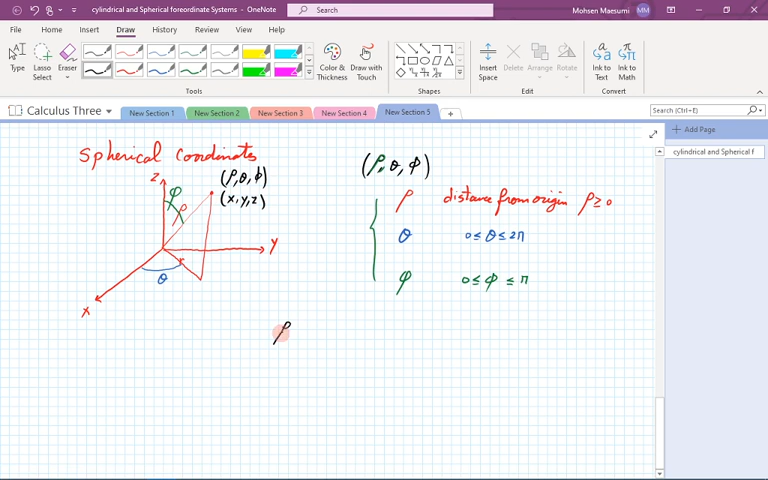 cylindrical and Spherical foreordinate Systems - OneNote
Search
Mohsen Maesumi
MM
File Home Insert Draw History Review View Help
Type
Lasso Select
Eraser
Color & Thickness
Draw with Touch
Insert Space
Delete
Arrange
Rotate
Ink to Text
Ink to Math
Tools
Shapes
Edit
Convert
Calculus Three
New Section 1
New Section 2
New Section 3
New Section 4
New Section 5
Search (Ctrl+E)
Add Page
cylindrical and Spherical f
Spherical coordinates
(ρ,θ,φ)
(x,y,z)
z
φ
ρ
y
r
θ
x
(ρ,θ,φ)
ρ distance from origin ρ≥0
θ 0≤θ≤2π
φ 0≤φ≤π
ρ